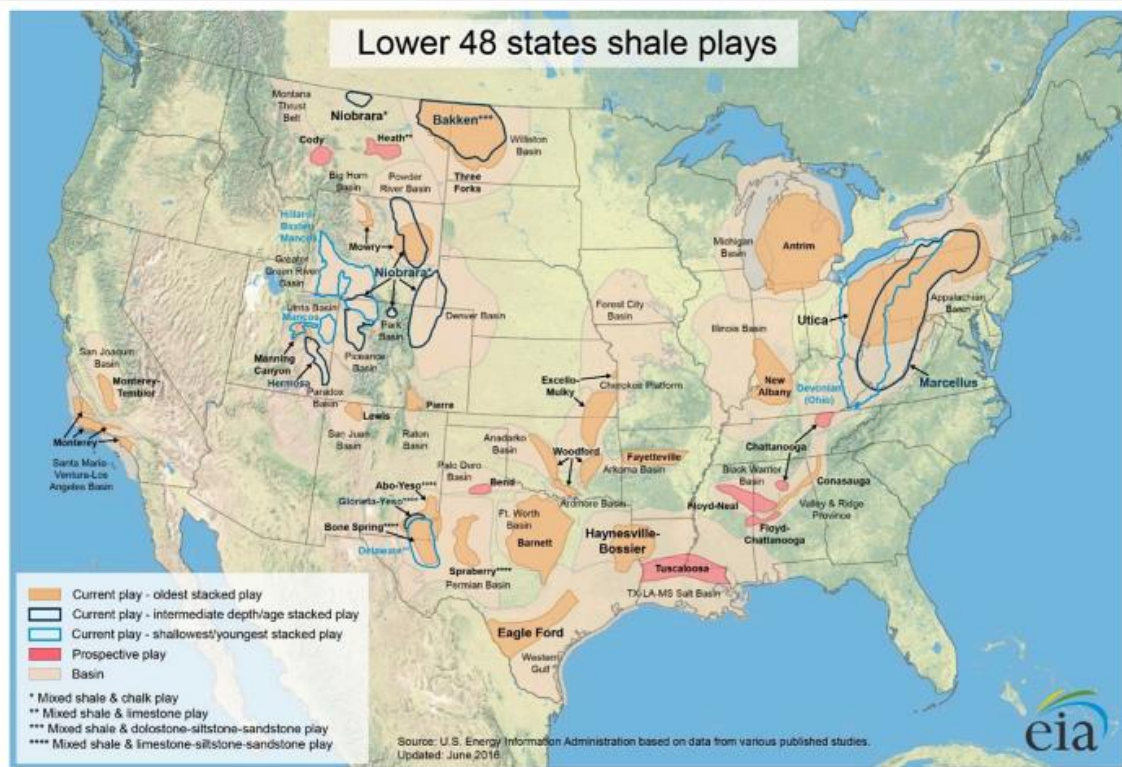 Lower 48 states shale plays
Montana
Thrust
Belt
Niobrara*
Bakken***
Cody
Heath**
Williston
Basin
Big Horn
Basin
Powder
River Basin
Three
Forks
Hilliard-
Baxter-
Mancos
Mowry
Michigan
Basin
Antrim
Greater
Green River
Basin
Niobrara*
Uinta Basin
Mancos
Park
Basin
Denver Basin
Forest City
Basin
Illinois Basin
Utica
Appalachian
Basin
San Joaquin
Basin
Monterey-
Temblor
Manning
Canyon
Hermosa
Piceance
Basin
Paradox
Basin
Excello-
Mulky
Cherokee Platform
New
Albany
Devonian
(Ohio)
Marcellus
Lewis
Pierre
Monterey
Santa Maria-
Ventura-Los
Angeles Basin
San Juan
Basin
Raton
Basin
Anadarko
Basin
Woodford
Fayetteville
Arkoma Basin
Chattanooga
Black Warrior
Basin
Conasauga
Palo Duro
Basin
Bend
Abo-Yeso****
Glorieta-Yeso****
Ardmore Basin
Floyd-Neal
Valley & Ridge
Province
Bone Spring****
Delaware**
Ft. Worth
Basin
Barnett
Haynesville-
Bossier
Floyd-
Chattanooga
Spraberry****
Permian Basin
Tuscaloosa
TX-LA-MS Salt Basin
Eagle Ford
Western
Gulf
Current play - oldest stacked play
Current play - intermediate depth/age stacked play
Current play - shallowest/youngest stacked play
Prospective play
Basin
* Mixed shale & chalk play
** Mixed shale & limestone play
*** Mixed shale & dolostone-siltstone-sandstone play
**** Mixed shale & limestone-siltstone-sandstone play
Source: U.S. Energy Information Administration based on data from various published studies.
Updated: June 2016
eia